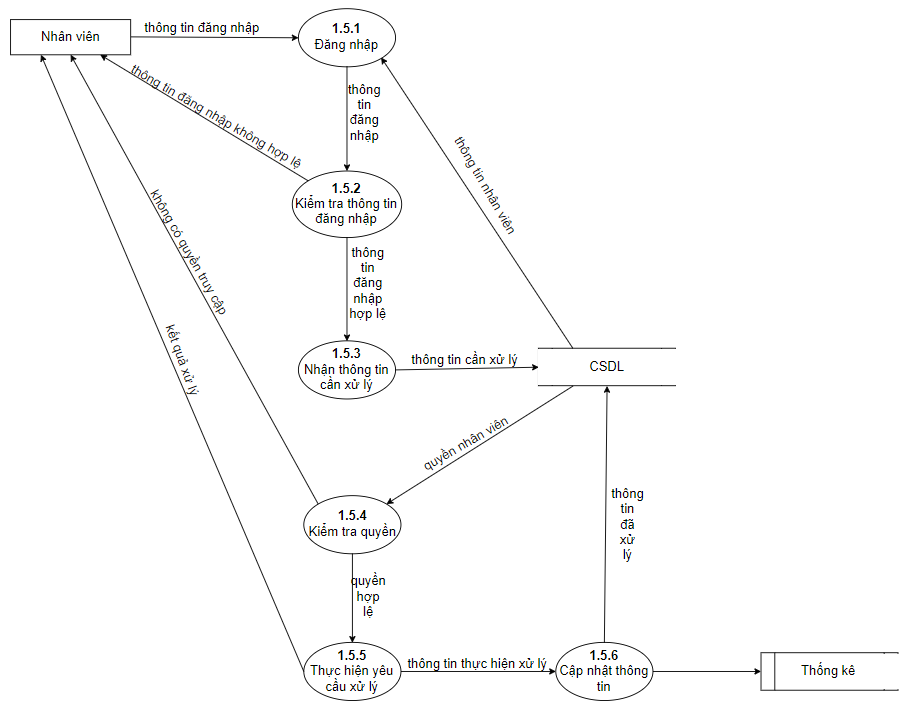 Nhân viên
thông tin đăng nhập
1.5.1
Đăng nhập
thông
tin
đăng
nhập
thông tin đăng nhập không hợp lệ
thông tin nhân viên
1.5.2
Kiểm tra thông tin
đăng nhập
không có quyền truy cập
thông
tin
đăng
nhập
hợp lệ
kết quả xử lý
1.5.3
Nhận thông tin
cần xử lý
thông tin cần xử lý
CSDL
quyền nhân viên
1.5.4
Kiểm tra quyền
thông
tin
đã
xử
lý
quyền
hợp
lệ
1.5.5
Thực hiện yêu
cầu xử lý
thông tin thực hiện xử lý
1.5.6
Cập nhật thông
tin
Thống kê